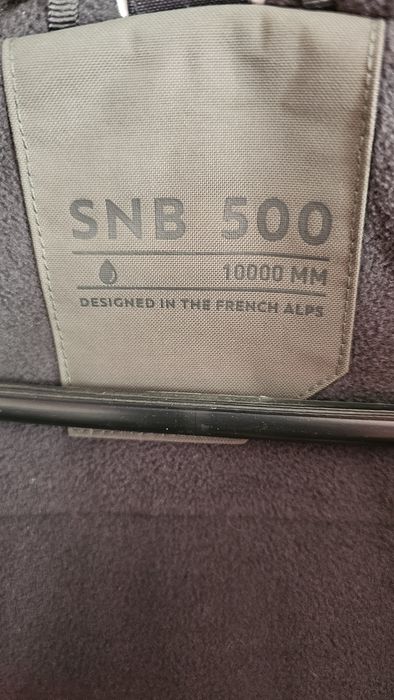 SNB 500
10000 MM
DESIGNED IN THE FRENCH ALPS